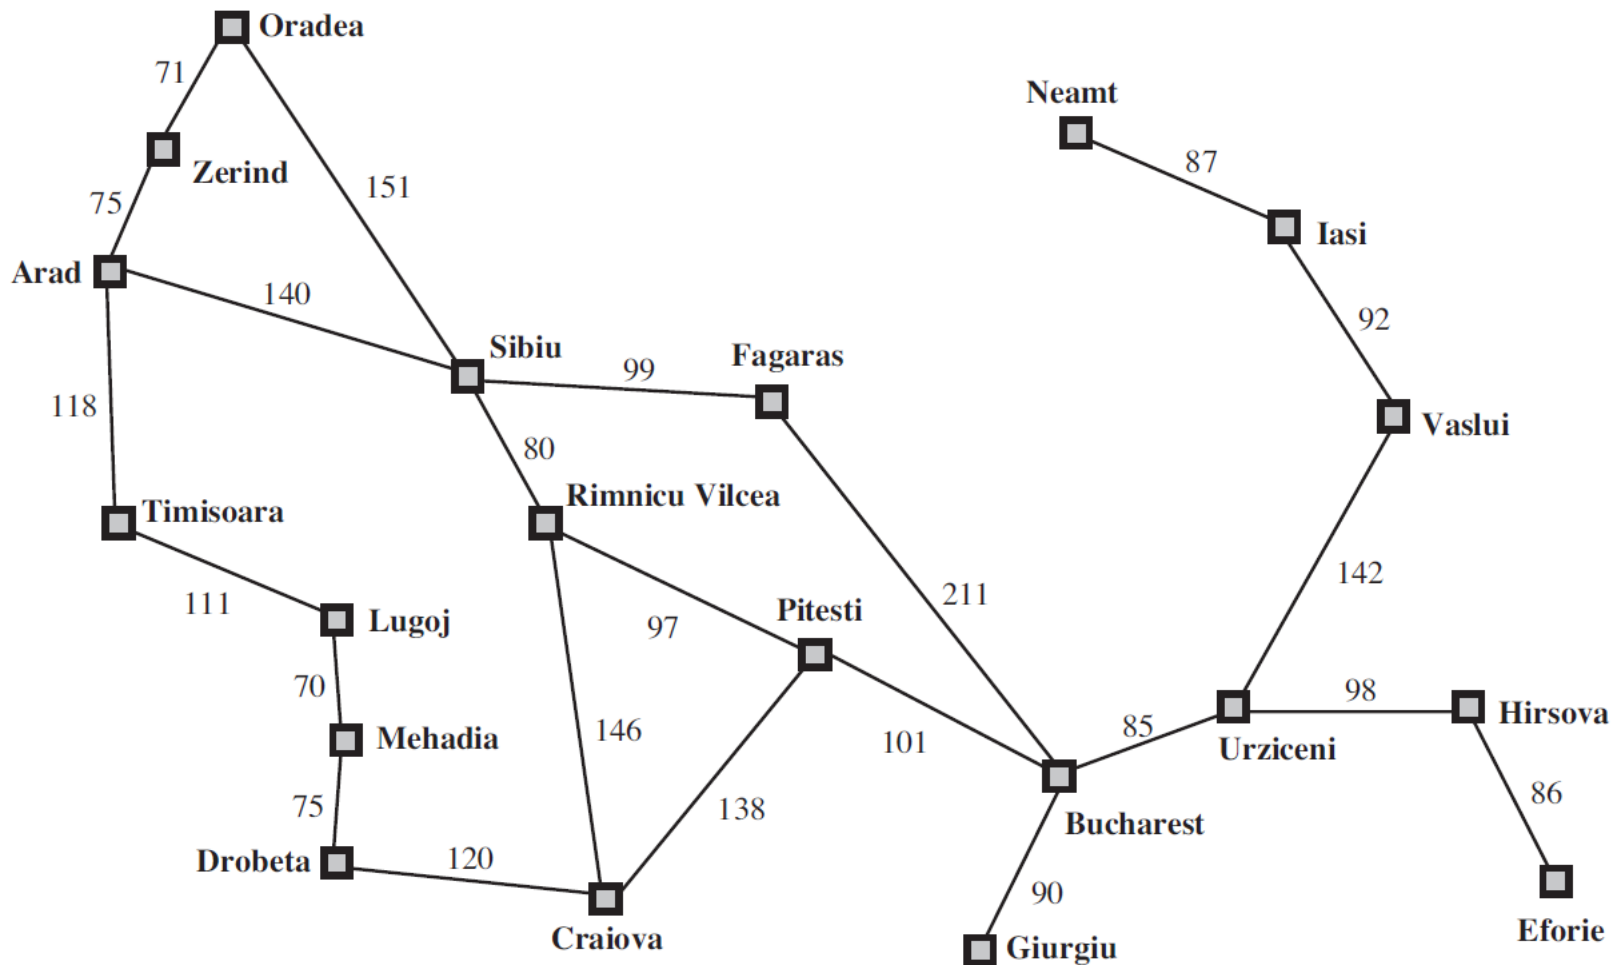 Oradea
71
Neamt
87
Zerind
151
75
Iasi
Arad
140
92
Sibiu
Fagaras
99
118
Vaslui
80
Rimnicu Vilcea
Timisoara
142
211
111
Pitesti
Lugoj
97
70
98
Hirsova
146
85
Mehadia
101
Urziceni
86
75
138
Bucharest
Drobeta
120
90
Craiova
Giurgiu
Eforie